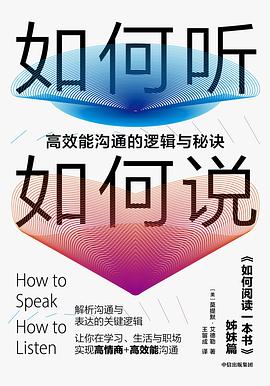 如何听
高效能沟通的逻辑与秘诀
如何说
《如何阅读一本书》
姊妹篇
[美] 莫提默·艾德勒 著
王留成 译
How to
Speak
How to
Listen
解析沟通与
表达的关键逻辑
让你在学习、生活与职场
实现高情商+高效能沟通
中信出版集团